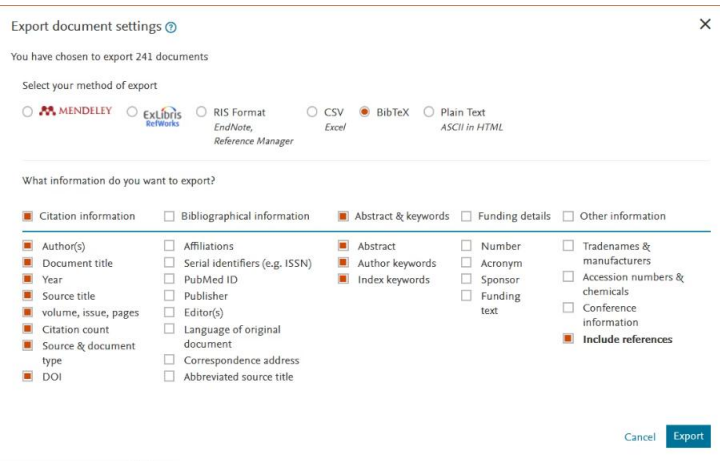 Export document settings ?
You have chosen to export 241 documents
Select your method of export
MENDELEY
ExLibris
RefWorks
RIS Format
EndNote,
Reference Manager
CSV
Excel
BibTeX
Plain Text
ASCII in HTML
What information do you want to export?
Citation information
Author(s)
Document title
Year
Source title
volume, issue, pages
Citation count
Source & document
type
DOI
Bibliographical information
Affiliations
Serial identifiers (e.g. ISSN)
PubMed ID
Publisher
Editor(s)
Language of original
document
Correspondence address
Abbreviated source title
Abstract & keywords
Abstract
Author keywords
Index keywords
Funding details
Number
Acronym
Sponsor
Funding
text
Other information
Tradenames &
manufacturers
Accession numbers &
chemicals
Conference
information
Include references
Cancel
Export